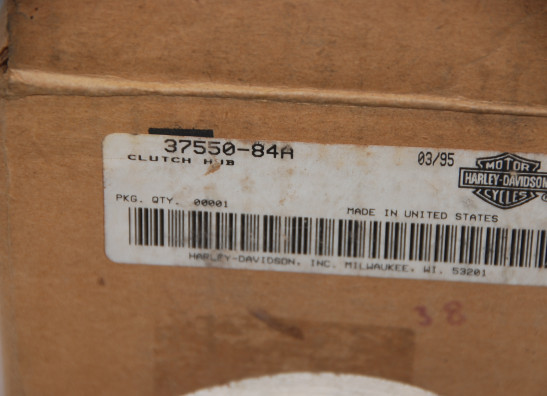 37550-84A 03/95
CLUTCH HUB
MOTOR
HARLEY-DAVIDSON
CYCLES
PKG. QTY. 00001
MADE IN UNITED STATES
HARLEY-DAVIDSON, INC. MILWAUKEE, WI. 53201
38